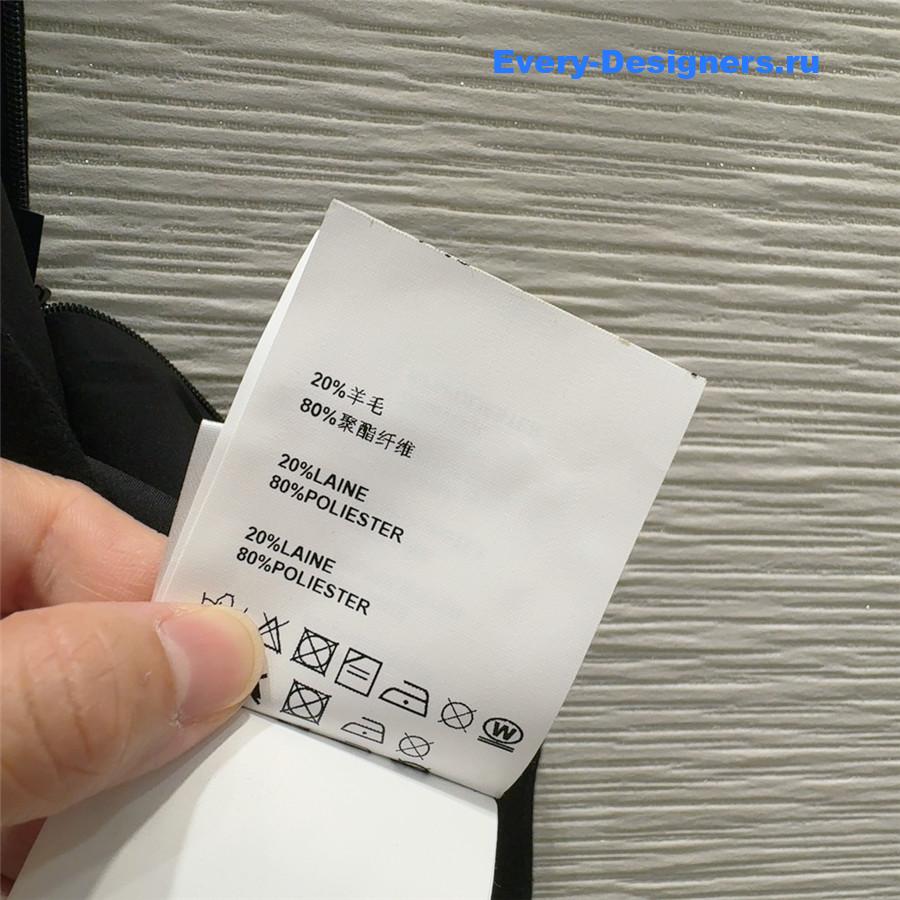 Every-Designers.ru
20%羊毛
80%聚酯纤维
20%LAINE
80%POLIESTER
20%LAINE
80%POLIESTER
W